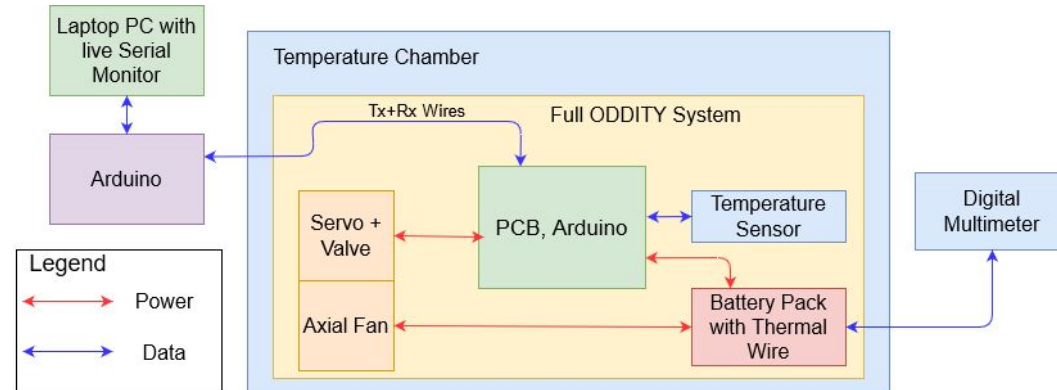 Laptop PC with
live Serial
Monitor
Arduino
Temperature Chamber
Full ODDITY System
Tx+Rx Wires
Servo +
Valve
PCB, Arduino
Temperature
Sensor
Axial Fan
Battery Pack
with Thermal
Wire
Digital
Multimeter
Legend
Power
Data